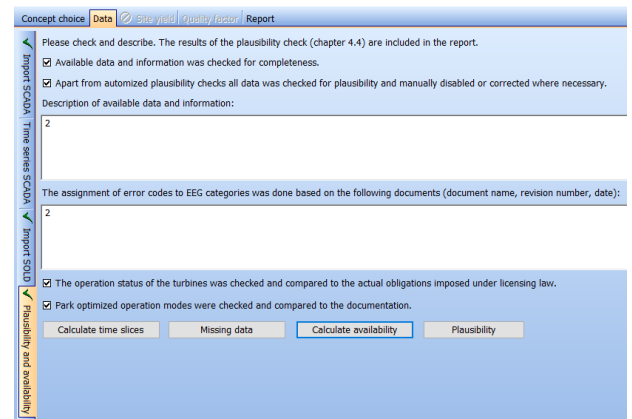 Concept choice Data Site yield Quality factor Report
Please check and describe. The results of the plausibility check (chapter 4.4) are included in the report.
Available data and information was checked for completeness.
Apart from automized plausibility checks all data was checked for plausibility and manually disabled or corrected where necessary.
Description of available data and information:
2
The assignment of error codes to EEG categories was done based on the following documents (document name, revision number, date):
2
The operation status of the turbines was checked and compared to the actual obligations imposed under licensing law.
Park optimized operation modes were checked and compared to the documentation.
Calculate time slices Missing data Calculate availability Plausibility
Import SCADA
Time series SCADA
Import SOLD
Plausibility and availability